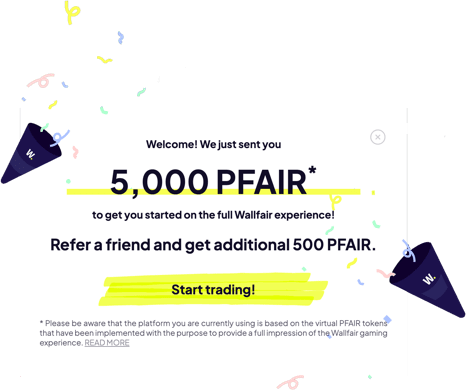 Welcome! We just sent you
5,000 PFAIR*
to get you started on the full Wallfair experience!
Refer a friend and get additional 500 PFAIR.
Start trading!
* Please be aware that the platform you are currently using is based on the virtual PFAIR tokens
that have been implemented with the purpose to provide a full impression of the Wallfair gaming
experience. READ MORE
W.
W.